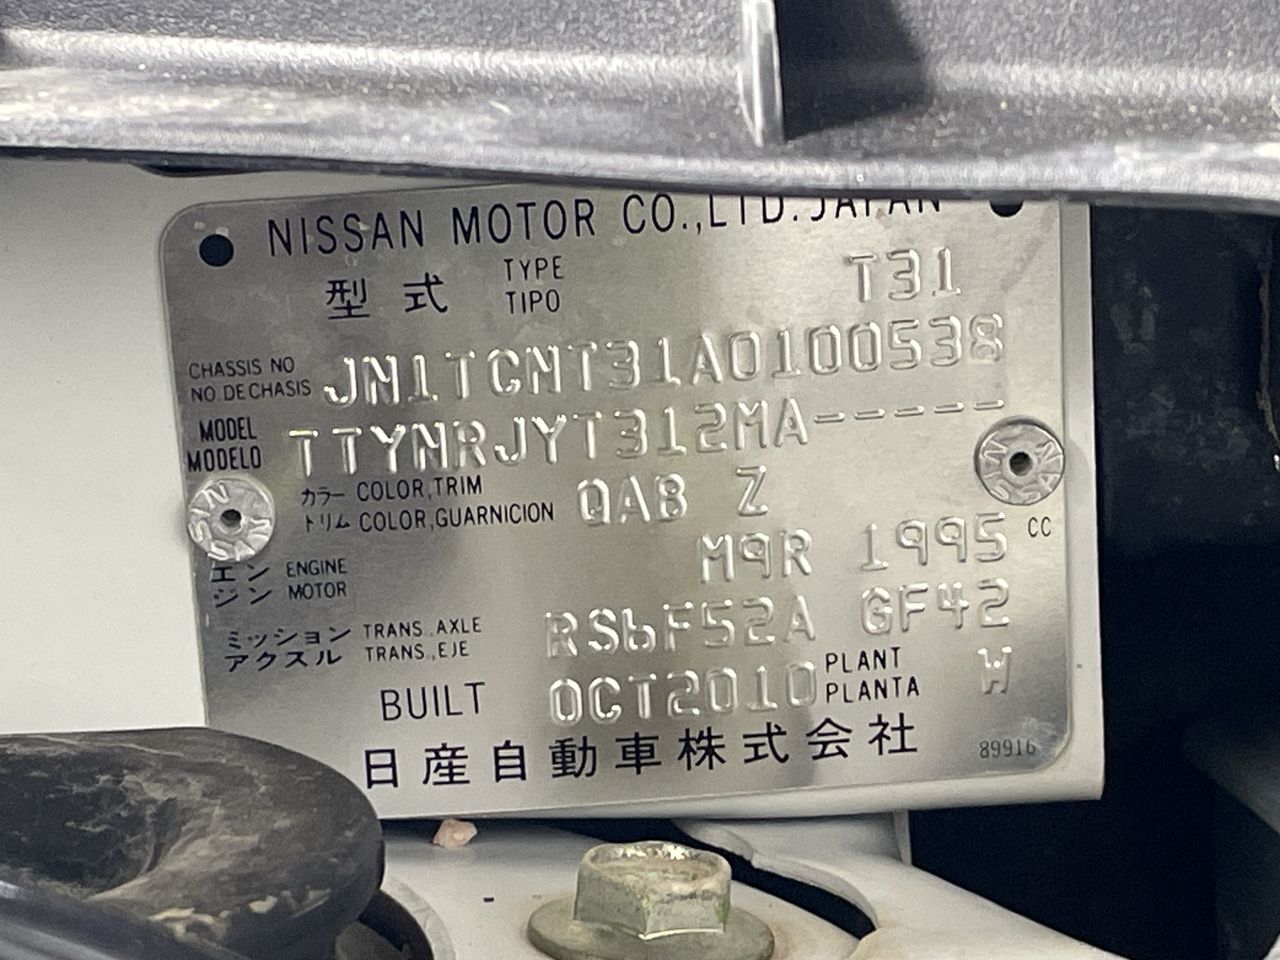 NISSAN MOTOR CO.,LTD.JAPAN
型式 TYPE TIPO T31
CHASSIS NO
NO.DE CHASIS JN1TCNT31A0100538
MODEL
MODELO TTYNRJYT312MA-----
カラー COLOR,TRIM
トリム COLOR,GUARNICION QAB Z
エンジン ENGINE MOTOR M9R 1995 CC
ミッション TRANS.,AXLE
アクスル TRANS.,EJE RS6F52A GF42
BUILT OCT2010 PLANT PLANTA W
日産自動車株式会社 89916
NISSAN
NISSAN